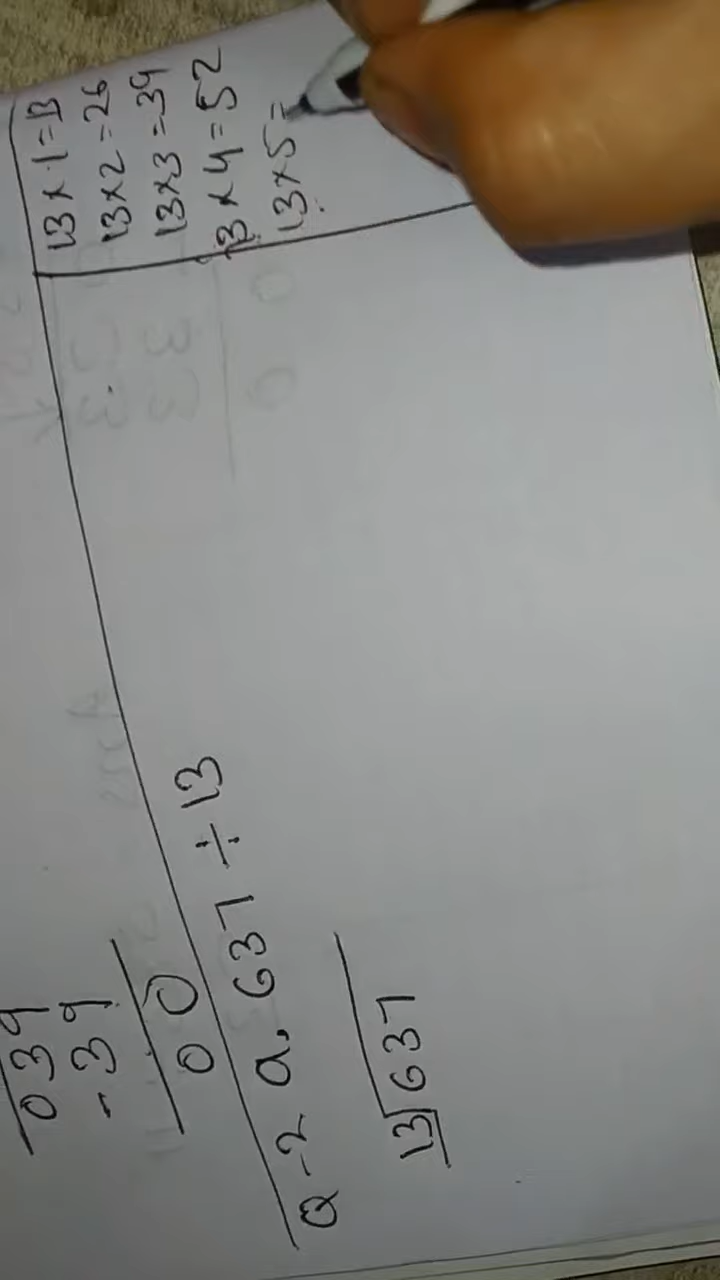 039
-39
00
Q-2 a. 637 ÷ 13
13)637
13 x 1 = 13
13 x 2 = 26
13 x 3 = 39
13 x 4 = 52
13 x 5 =